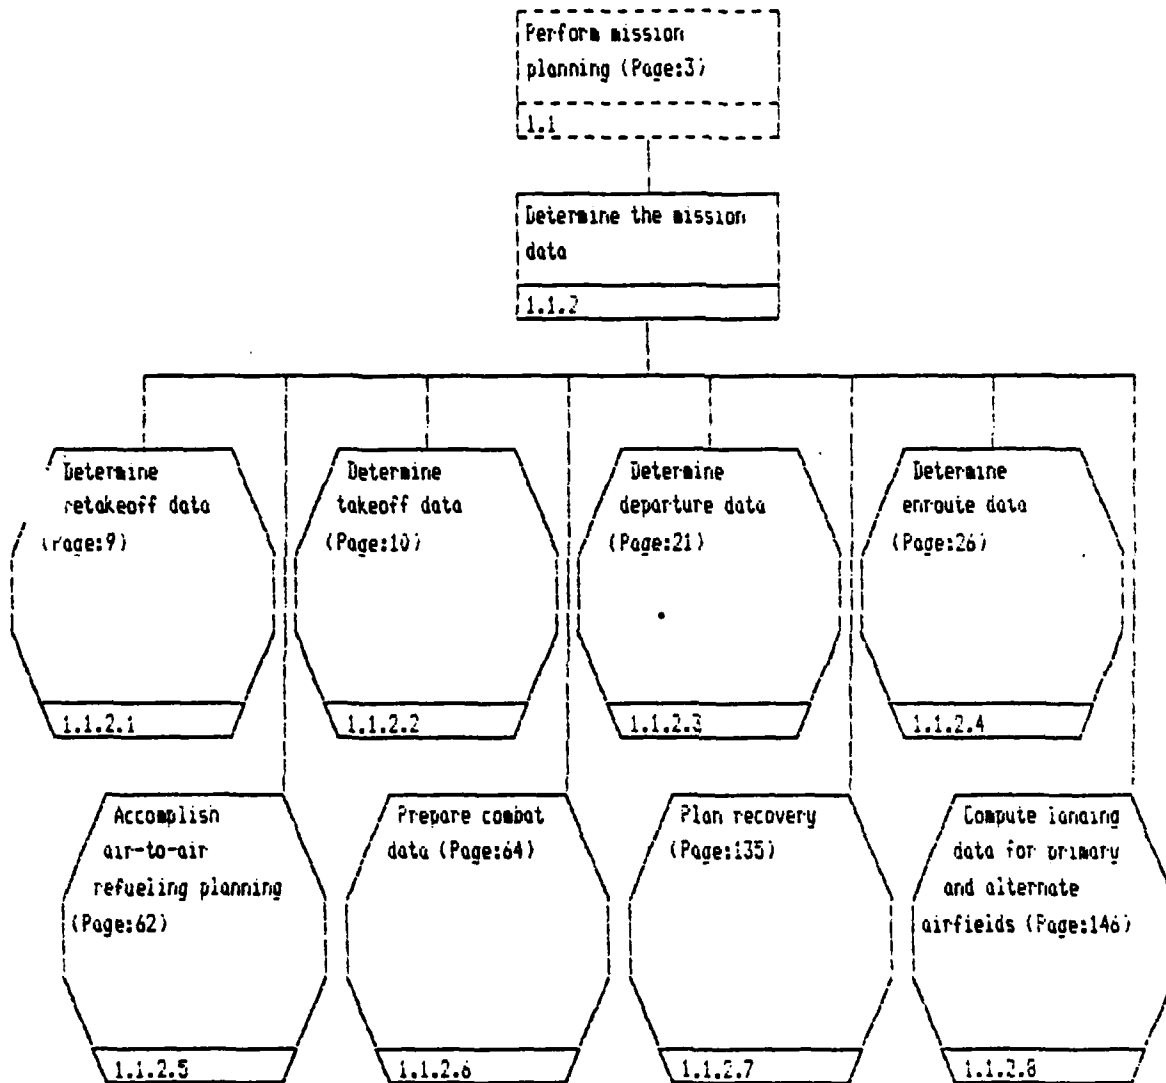 Perform mission
planning (Page:3)
1.1
Determine the mission
data
1.1.2
Determine
retakeoff data
(Page:9)
1.1.2.1
Determine
takeoff data
(Page:10)
1.1.2.2
Determine
departure data
(Page:21)
1.1.2.3
Determine
enroute data
(Page:26)
1.1.2.4
Accomplish
air-to-air
refueling planning
(Page:62)
1.1.2.5
Prepare combat
data (Page:64)
1.1.2.6
Plan recovery
(Page:135)
1.1.2.7
Compute landing
data for primary
and alternate
airfields (Page:146)
1.1.2.8